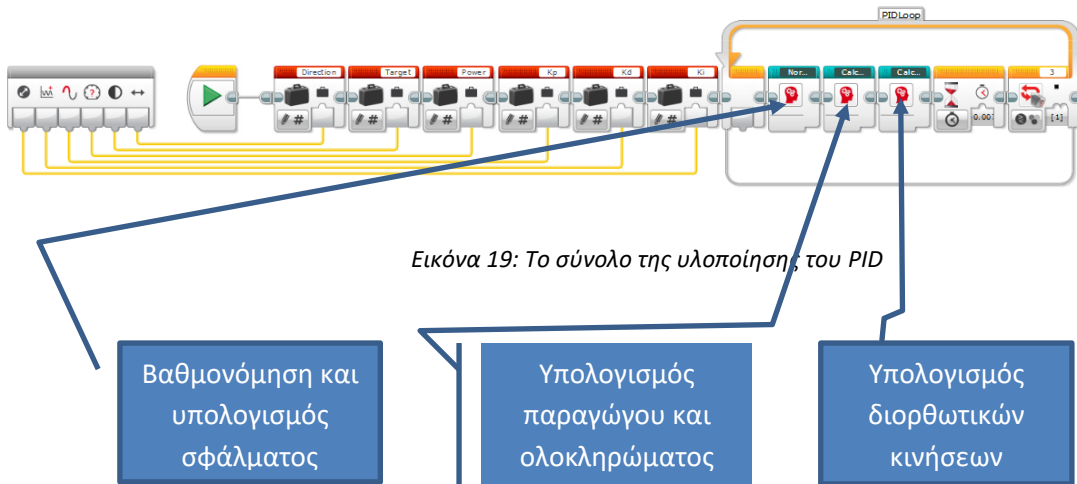 PIDLoop
Direction
Target
Power
Kp
Kd
Ki
Nor...
Calc...
Calc...
3
#
#
#
#
#
#
0.007
[1]
Εικόνα 19: Το σύνολο της υλοποίησης του PID
Βαθμονόμηση και
υπολογισμός
σφάλματος
Υπολογισμός
παραγώγου και
ολοκληρώματος
Υπολογισμός
διορθωτικών
κινήσεων